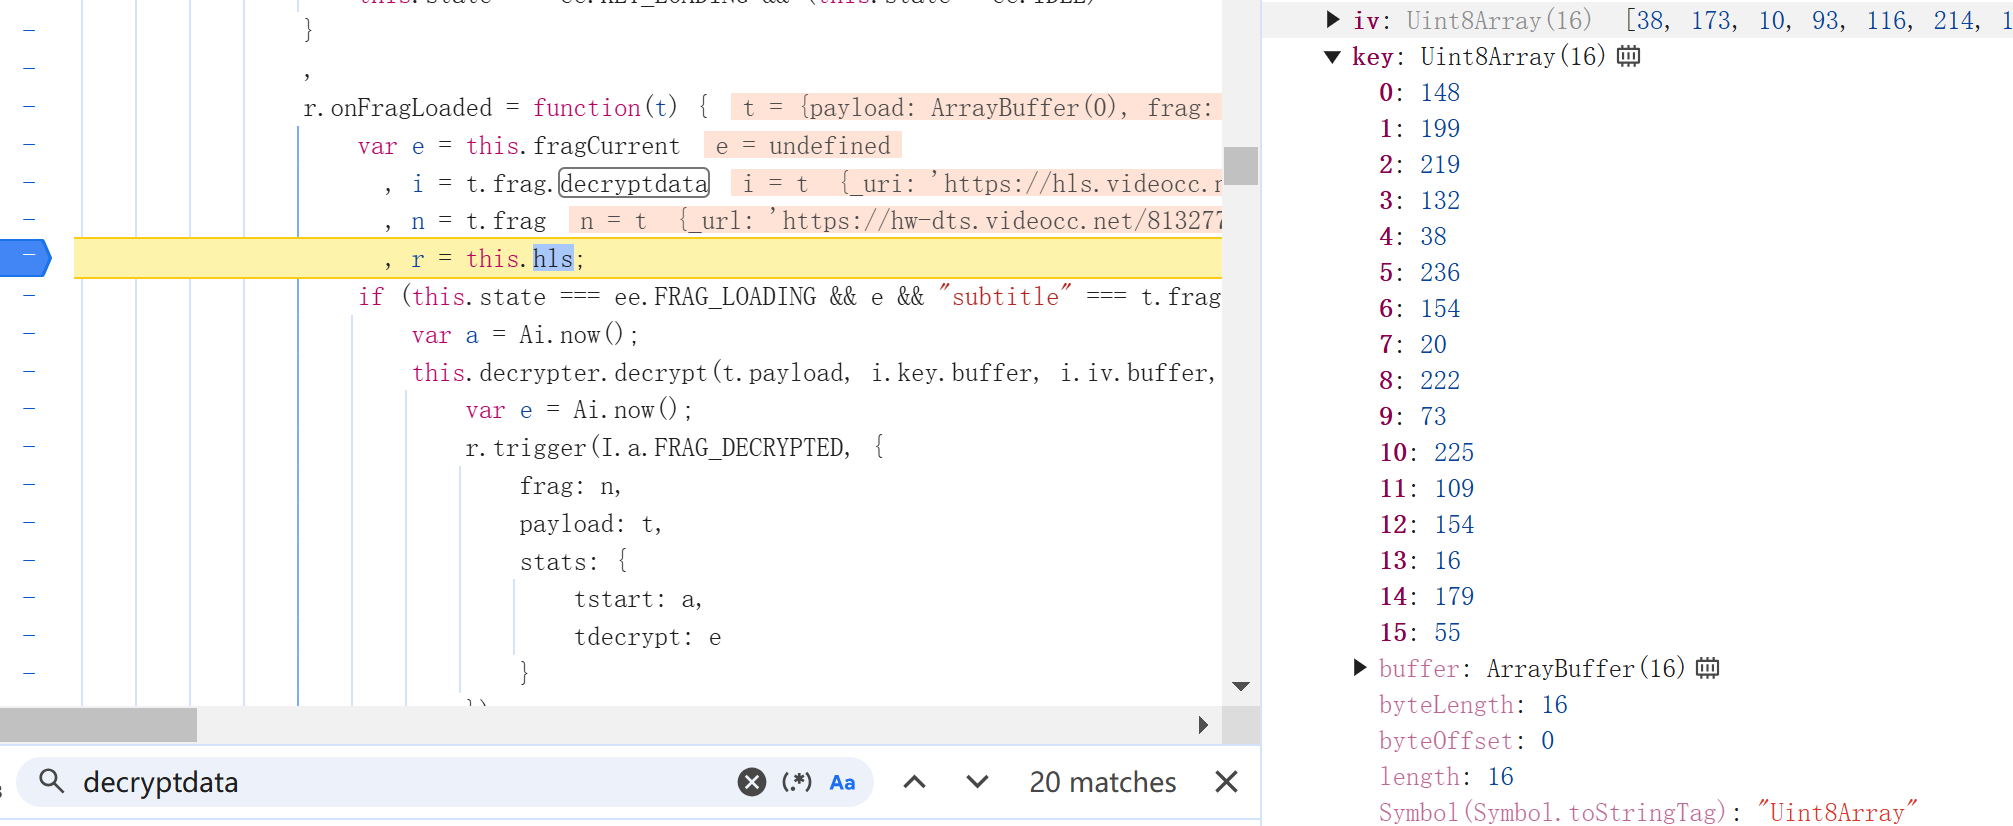 }
,
r.onFragLoaded = function(t) { t = {payload: ArrayBuffer(0), frag:
var e = this.fragCurrent e = undefined
, i = t.frag.decryptdata i = t {_uri: 'https://hls.videocc.n
, n = t.frag n = t {_url: 'https://hw-dts.videocc.net/813277
, r = this.hls;
if (this.state === ee.FRAG_LOADING && e && "subtitle" === t.frag
var a = Ai.now();
this.decrypter.decrypt(t.payload, i.key.buffer, i.iv.buffer,
var e = Ai.now();
r.trigger(I.a.FRAG_DECRYPTED, {
frag: n,
payload: t,
stats: {
tstart: a,
tdecrypt: e
}
})
decryptdata (.*) Aa 20 matches
iv: Uint8Array(16) [38, 173, 10, 93, 116, 214, 1
key: Uint8Array(16)
0: 148
1: 199
2: 219
3: 132
4: 38
5: 236
6: 154
7: 20
8: 222
9: 73
10: 225
11: 109
12: 154
13: 16
14: 179
15: 55
buffer: ArrayBuffer(16)
byteLength: 16
byteOffset: 0
length: 16
Symbol(Symbol.toStringTag): "Uint8Array"